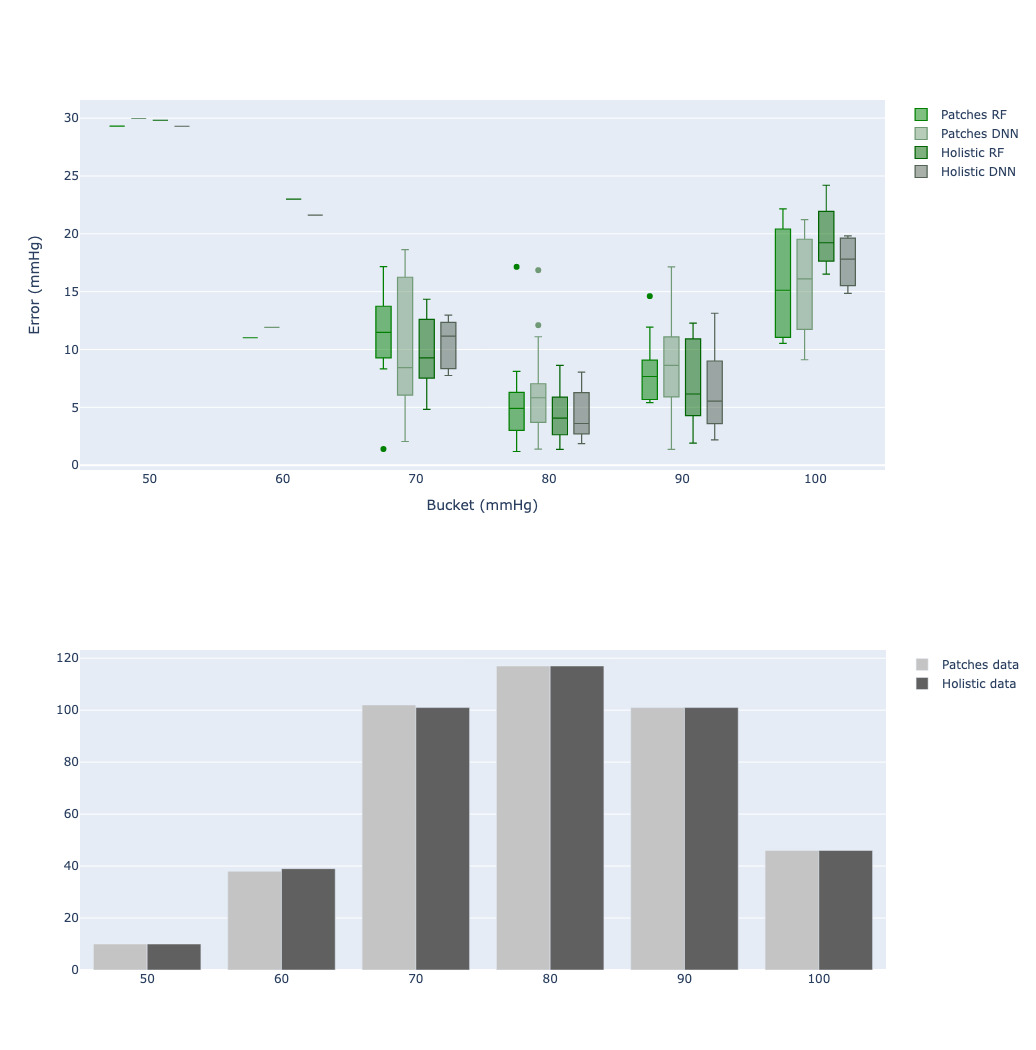 30
25
20
15
10
5
0
Error (mmHg)
50 60 70 80 90 100
Bucket (mmHg)
Patches RF
Patches DNN
Holistic RF
Holistic DNN
120
100
80
60
40
20
0
50 60 70 80 90 100
Patches data
Holistic data